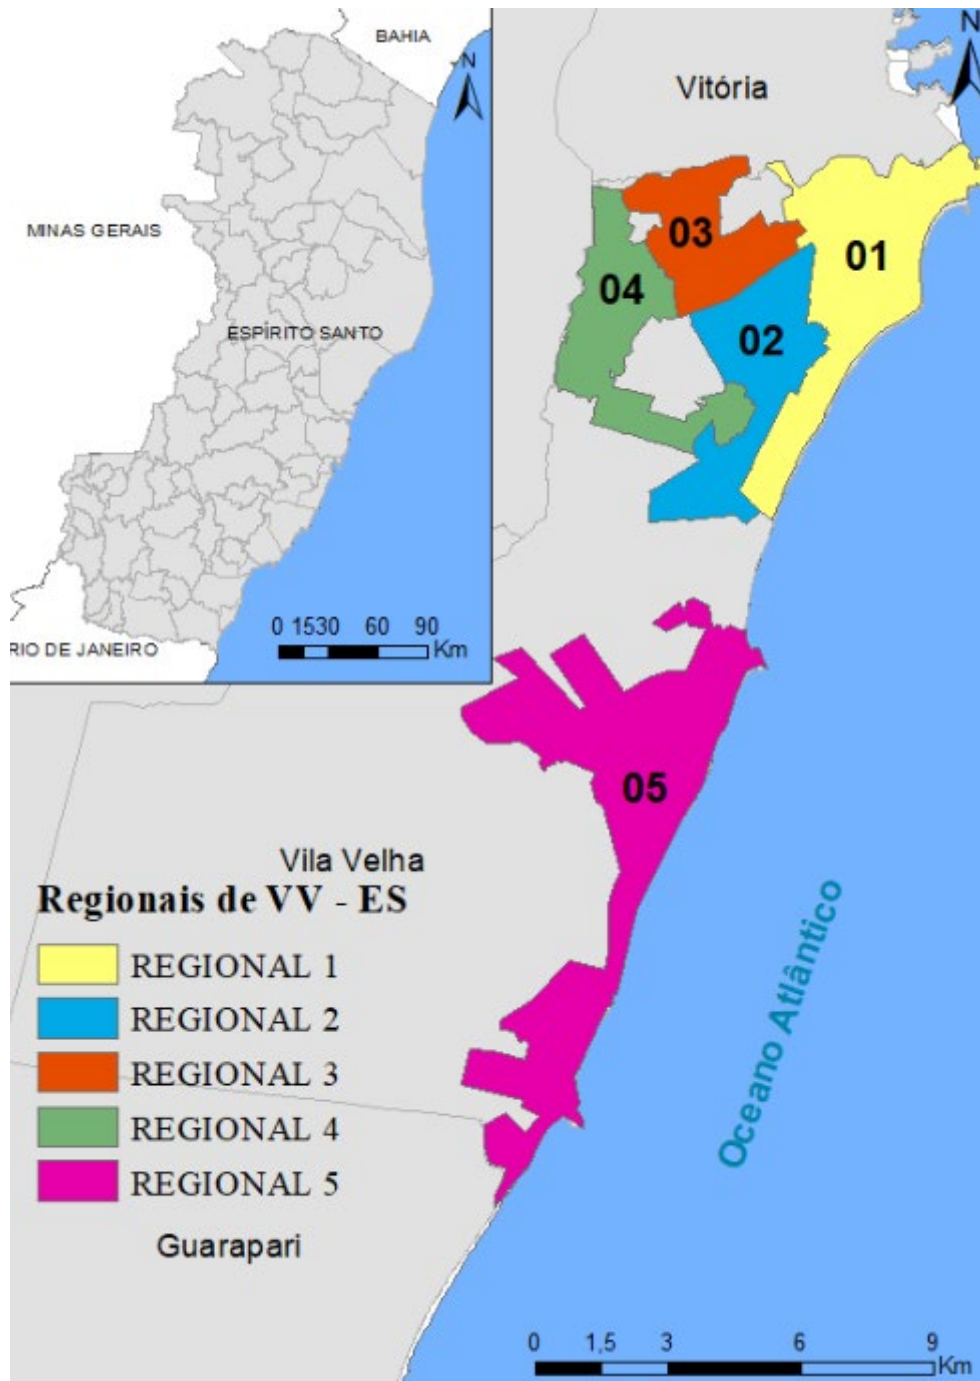 BAHIA
N
MINAS GERAIS
ESPÍRITO SANTO
RIO DE JANEIRO
0 1530 60 90
Km
N
Vitória
03
01
04
02
05
Vila Velha
Regionais de VV - ES
REGIONAL 1
REGIONAL 2
REGIONAL 3
REGIONAL 4
REGIONAL 5
Guarapari
Oceano Atlântico
0 1,5 3 6 9
Km